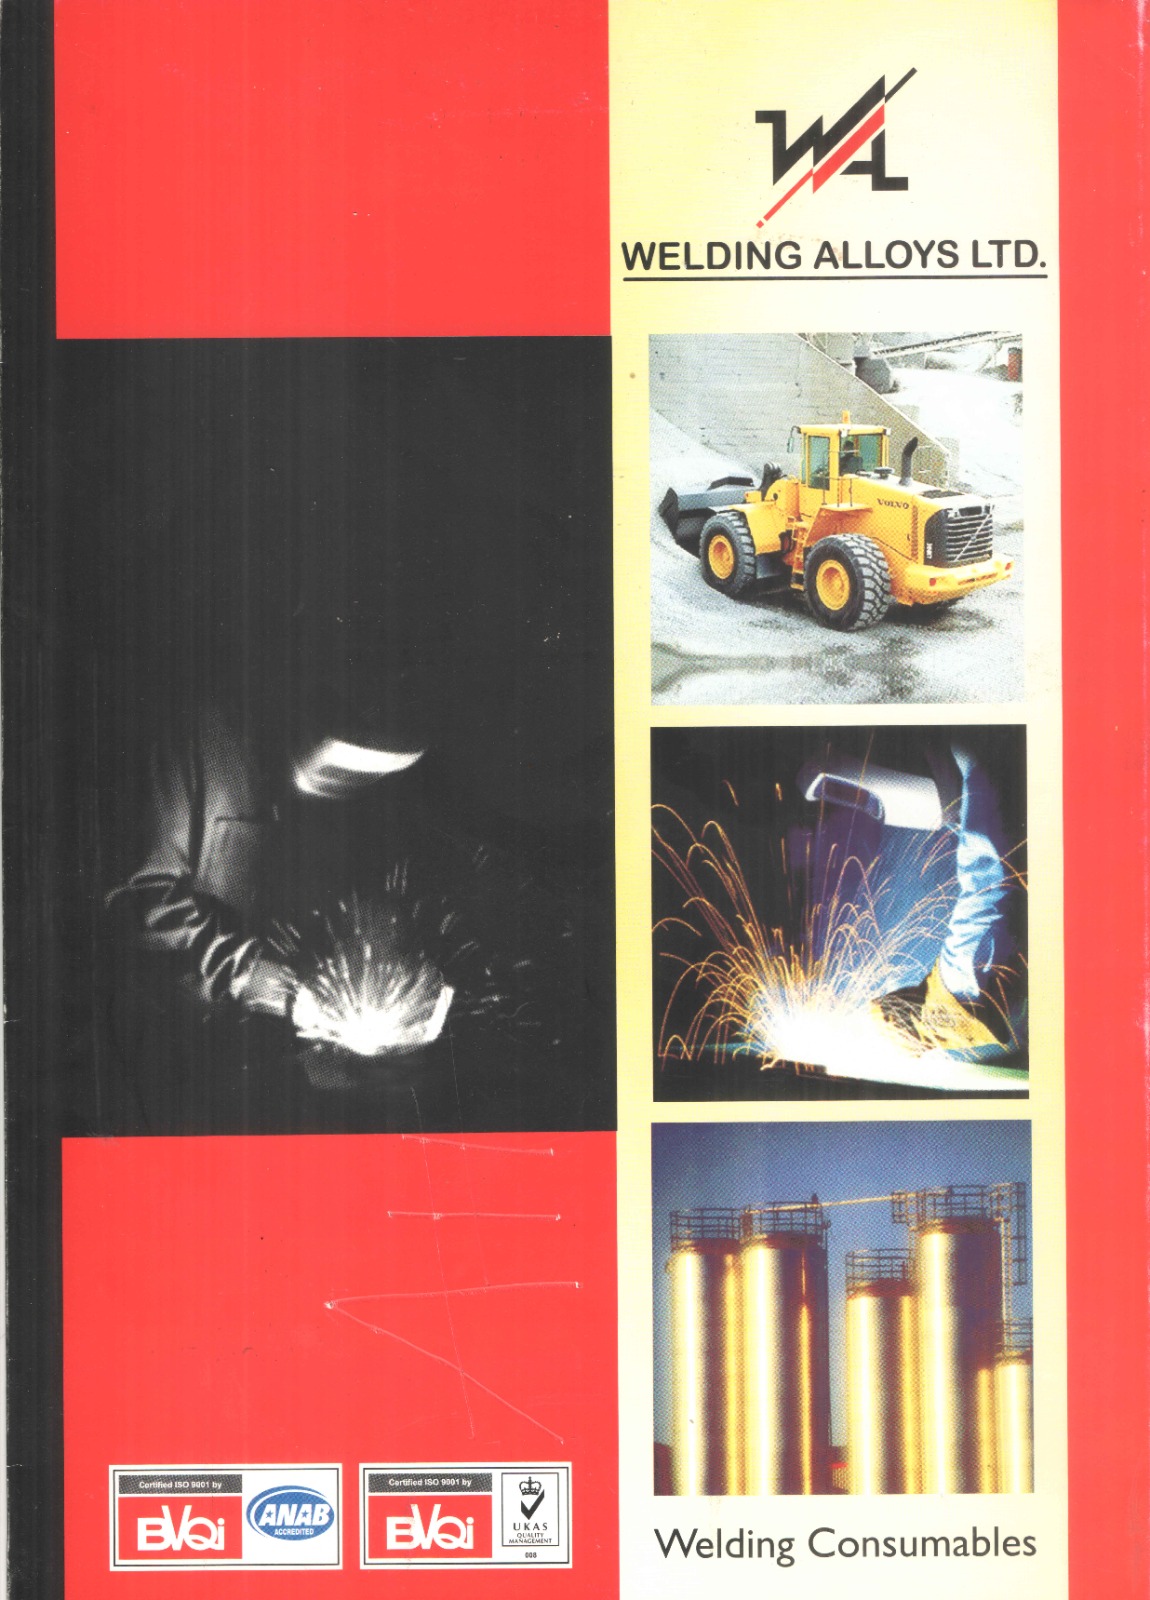 WAL
WELDING ALLOYS LTD.
VOLVO
Certified ISO 9001 by
BVQi
ANAB
ACCREDITED
Certified ISO 9001 by
BVQi
UKAS
QUALITY
MANAGEMENT
008
Welding Consumables